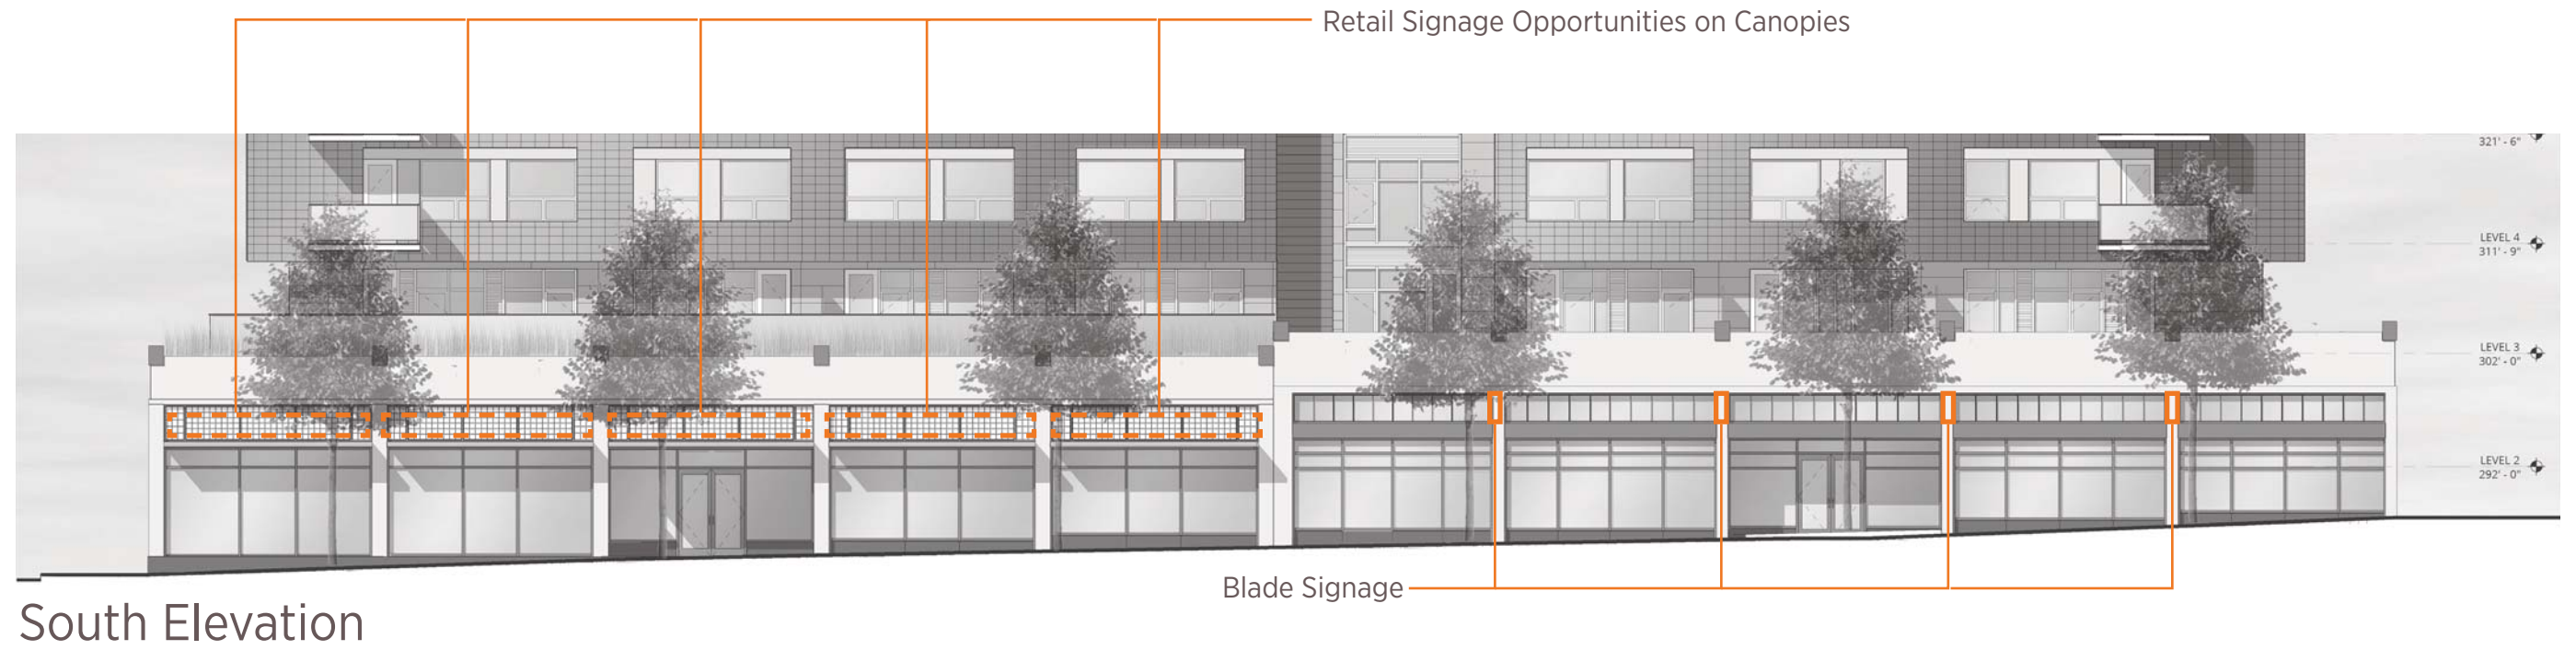 Retail Signage Opportunities on Canopies
321' - 6"
LEVEL 4
311' - 9"
LEVEL 3
302' - 0"
LEVEL 2
292' - 0"
Blade Signage
South Elevation